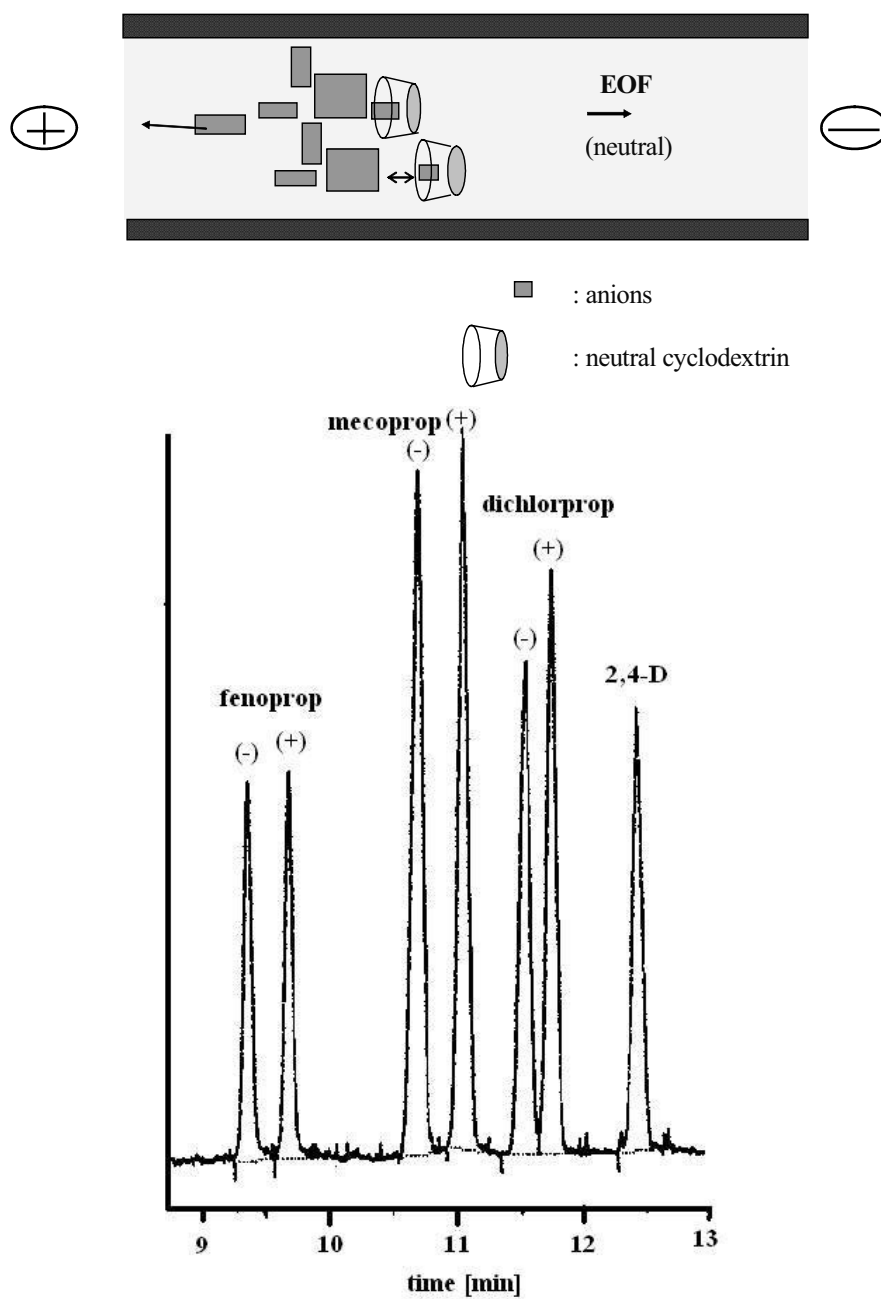 EOF
(neutral)
+
−
: anions
: neutral cyclodextrin
mecoprop (+)
(-)
dichlorprop
(+)
(-)
2,4-D
fenoprop
(-) (+)
9 10 11 12 13
time [min]